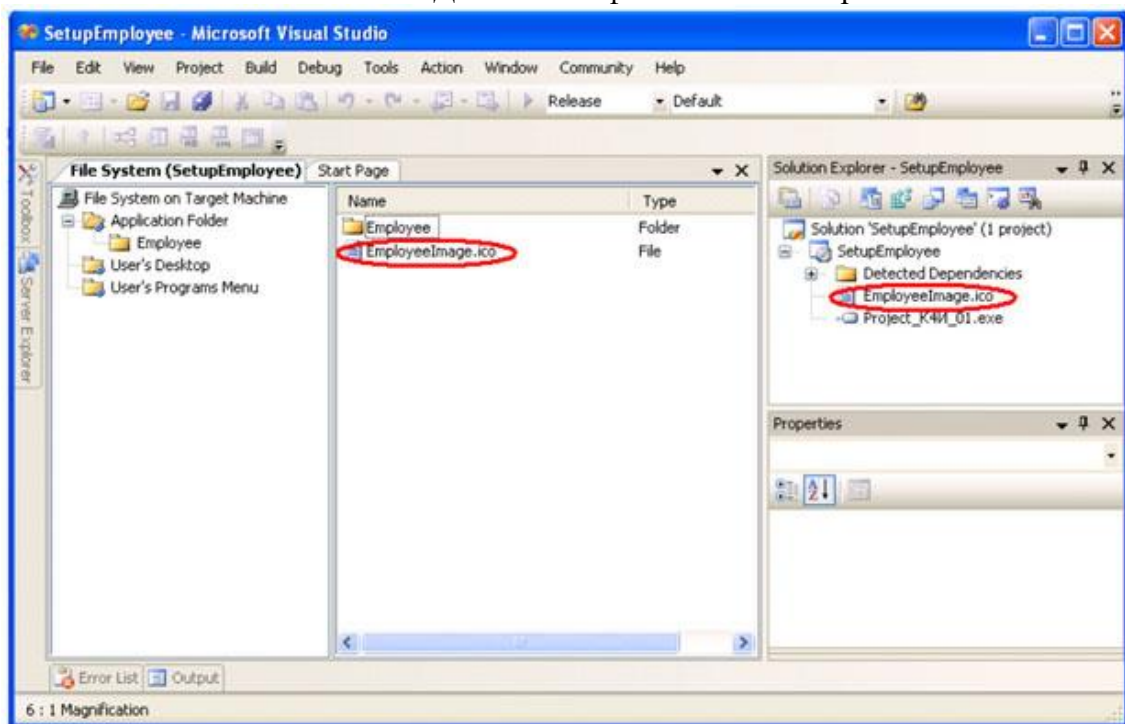 SetupEmployee - Microsoft Visual Studio
File Edit View Project Build Debug Tools Action Window Community Help
Release Default
File System (SetupEmployee) Start Page
Solution Explorer - SetupEmployee
Toolbox
Server Explorer
File System on Target Machine
Application Folder
Employee
User's Desktop
User's Programs Menu
Name Type
Employee Folder
EmployeeImage.ico File
Solution 'SetupEmployee' (1 project)
SetupEmployee
Detected Dependencies
EmployeeImage.ico
Project_К4И_01.exe
Properties
Error List Output
6 : 1 Magnification